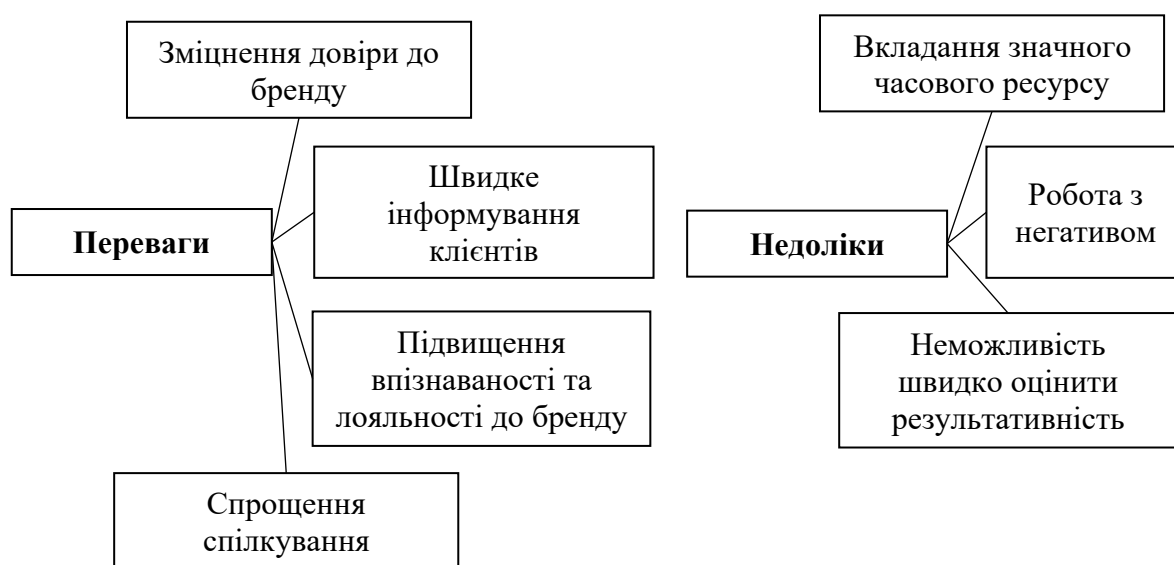 Зміцнення довіри до
бренду
Швидке
інформування
клієнтів
Переваги
Підвищення
впізнаваності та
лояльності до бренду
Спрощення
спілкування
Вкладання значного
часового ресурсу
Робота з
негативом
Недоліки
Неможливість
швидко оцінити
результативність